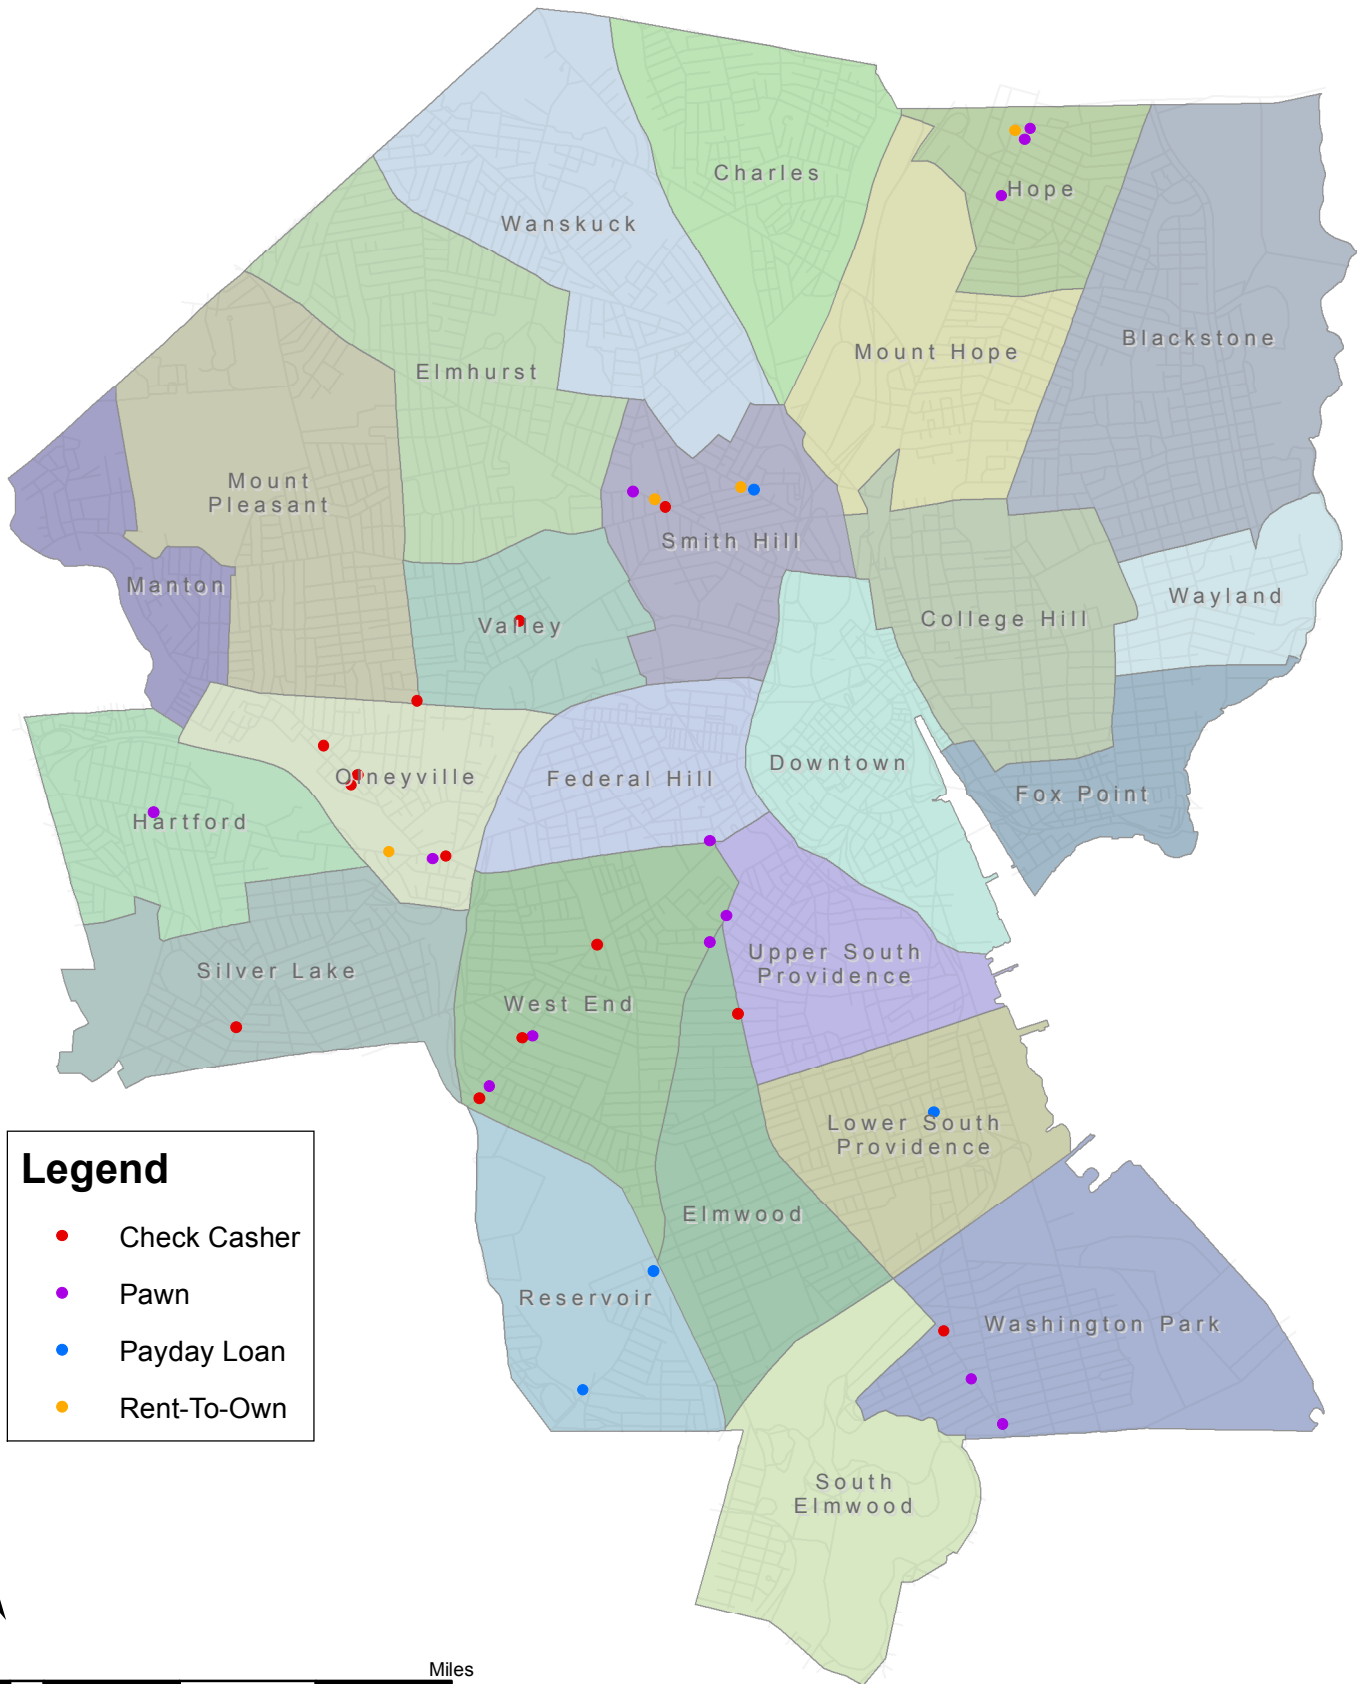 Charles
Hope
Wanskuck
Blackstone
Mount Hope
Elmhurst
Mount
Pleasant
Smith Hill
Manton
Wayland
College Hill
Valley
Downtown
Olneyville
Federal Hill
Fox Point
Hartford
Upper South
Providence
Silver Lake
West End
Lower South
Providence
Legend
Check Casher
Pawn
Payday Loan
Rent-To-Own
Elmwood
Reservoir
Washington Park
South
Elmwood
Miles